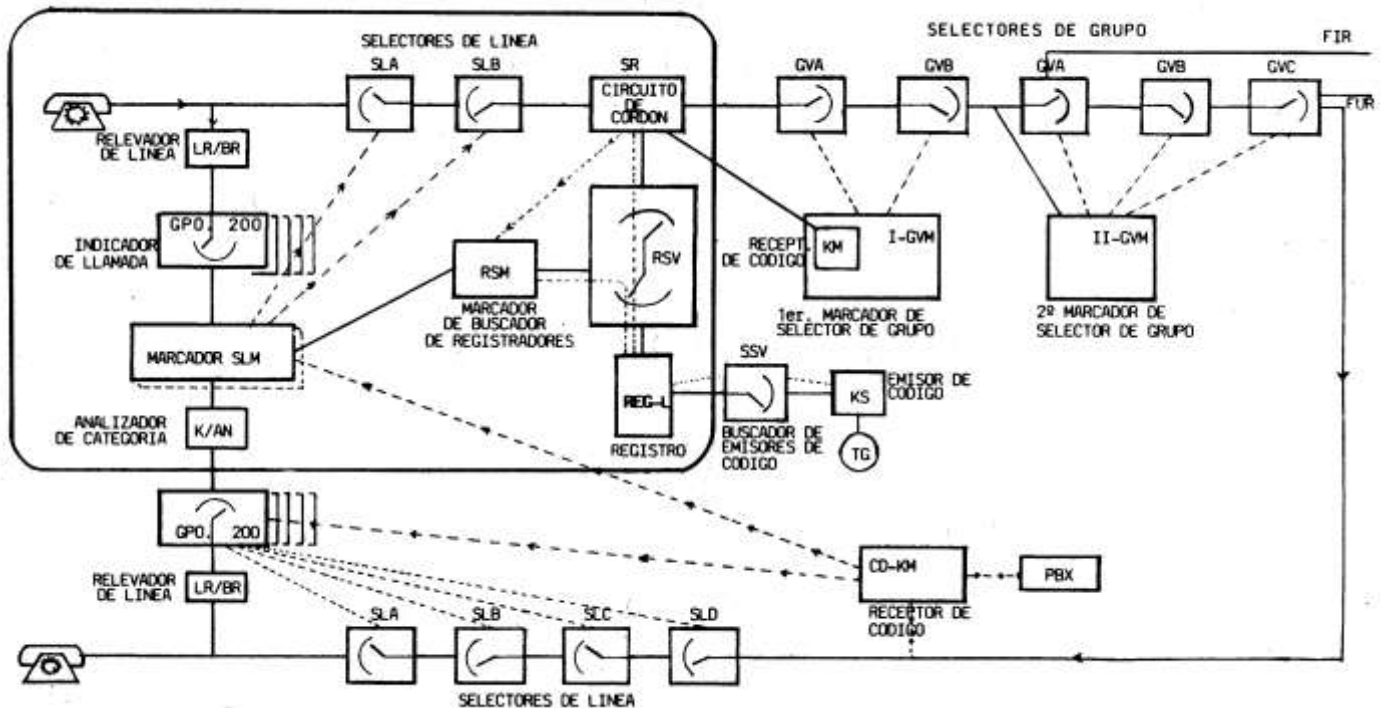 SELECTORES DE LINEA
SELECTORES DE GRUPO
FIR
SLA
SLB
SR
GVA
GVB
GVA
GVB
GVC
CIRCUITO
DE
CORDON
FUR
RELEVADOR
DE LINEA
LR/BR
GPO. 200
INDICADOR
DE LLAMADA
RSM
RSV
MARCADOR
DE BUSCADOR
DE REGISTRADORES
RECEPT.
DE CODIGO
KM
I-GVM
1er. MARCADOR DE
SELECTOR DE GRUPO
II-GVM
2º MARCADOR DE
SELECTOR DE GRUPO
MARCADOR SLM
ANALIZADOR
DE CATEGORIA
K/AN
REG-L
REGISTRO
SSV
BUSCADOR DE
EMISORES DE
CODIGO
KS
EMISOR DE
CODIGO
TG
GPO. 200
RELEVADOR
DE LINEA
LR/BR
CD-KM
RECEPTOR DE
CODIGO
PBX
SLA
SLB
SLC
SLD
SELECTORES DE LINEA